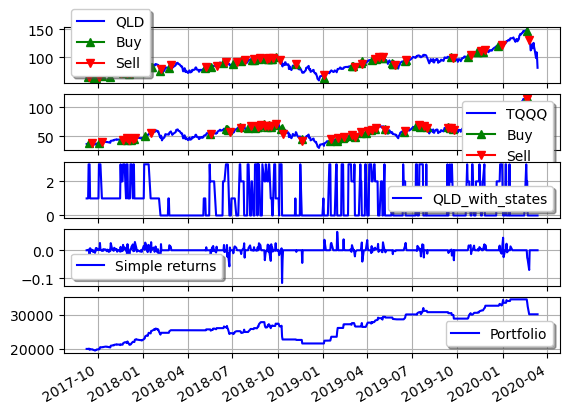 150
100
QLD
Buy
Sell
100
50
TQQQ
Buy
Sell
2
0
QLD_with_states
0.0
−0.1
Simple returns
30000
20000
Portfolio
2017-10 2018-01 2018-04 2018-07 2018-10 2019-01 2019-04 2019-07 2019-10 2020-01 2020-04